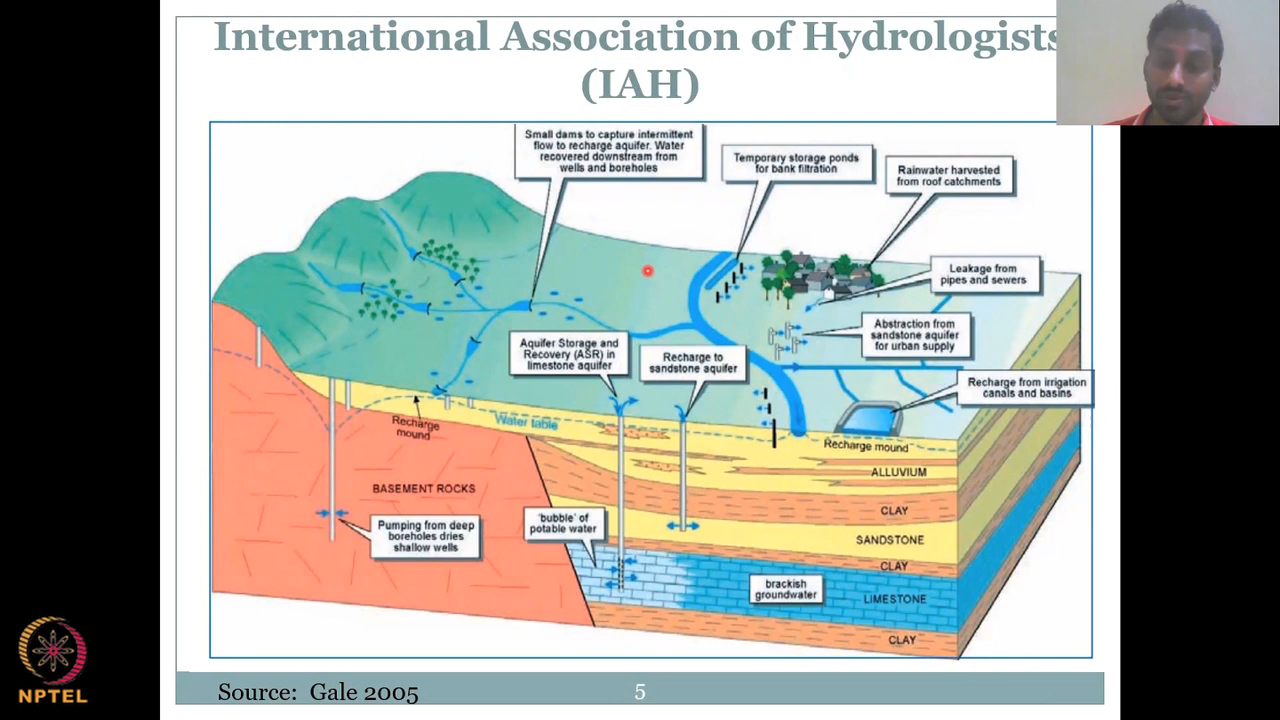 International Association of Hydrologists
(IAH)
Small dams to capture intermittent
flow to recharge aquifer. Water
recovered downstream from
wells and boreholes
Temporary storage ponds
for bank filtration
Rainwater harvested
from roof catchments
Leakage from
pipes and sewers
Abstraction from
sandstone aquifer
for urban supply
Aquifer Storage and
Recovery (ASR) in
limestone aquifer
Recharge to
sandstone aquifer
Recharge from irrigation
canals and basins
Recharge
mound
Water table
Recharge mound
ALLUVIUM
BASEMENT ROCKS
CLAY
Pumping from deep
boreholes dries
shallow wells
'bubble' of
potable water
SANDSTONE
CLAY
brackish
groundwater
LIMESTONE
CLAY
NPTEL
Source: Gale 2005
5